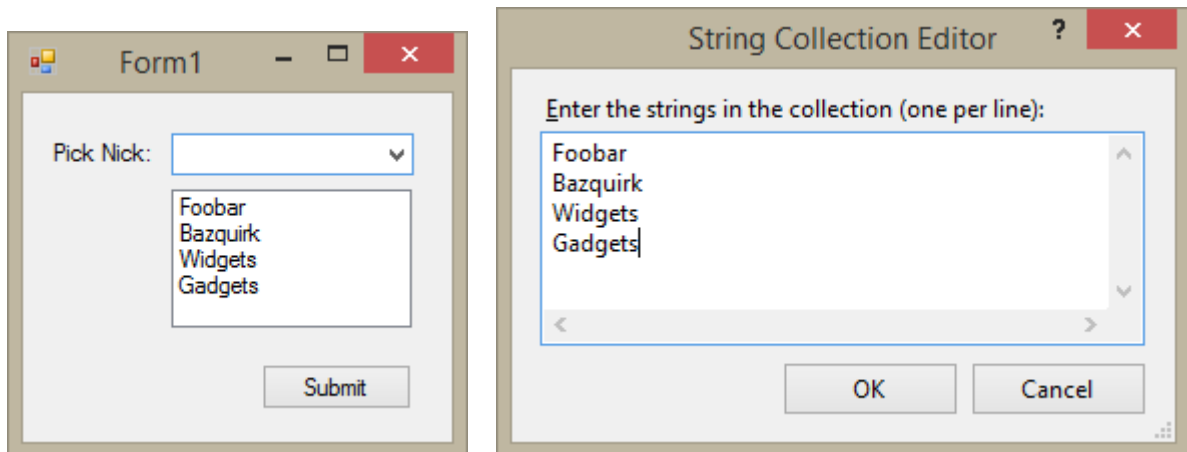 Form1
Pick Nick:
Foobar
Bazquirk
Widgets
Gadgets
Submit
String Collection Editor
?
Enter the strings in the collection (one per line):
Foobar
Bazquirk
Widgets
Gadgets
OK
Cancel